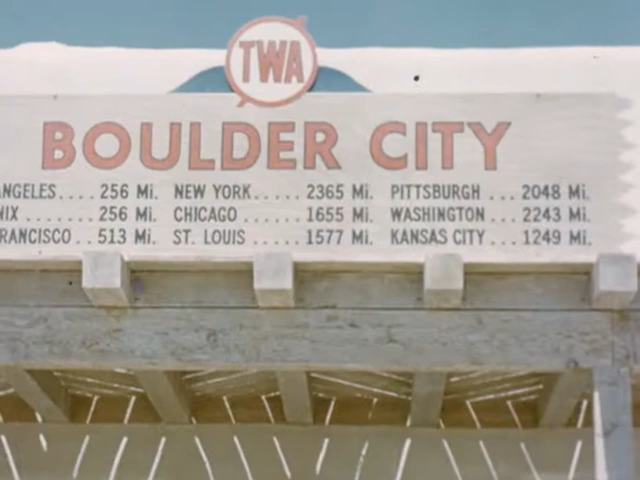 TWA
BOULDER CITY
ANGELES.... 256 Mi. NEW YORK..... 2365 Mi. PITTSBURGH ... 2048 Mi.
NIX ....... 256 Mi. CHICAGO ..... 1655 Mi. WASHINGTON ... 2243 Mi.
RANCISCO .. 513 Mi. ST. LOUIS ..... 1577 Mi. KANSAS CITY ... 1249 Mi.